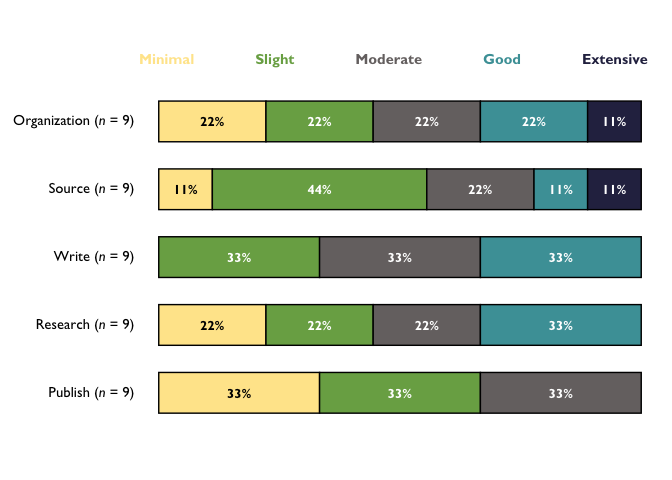 Minimal Slight Moderate Good Extensive
Organization (n = 9) 22% 22% 22% 22% 11%
Source (n = 9) 11% 44% 22% 11% 11%
Write (n = 9) 33% 33% 33%
Research (n = 9) 22% 22% 22% 33%
Publish (n = 9) 33% 33% 33%